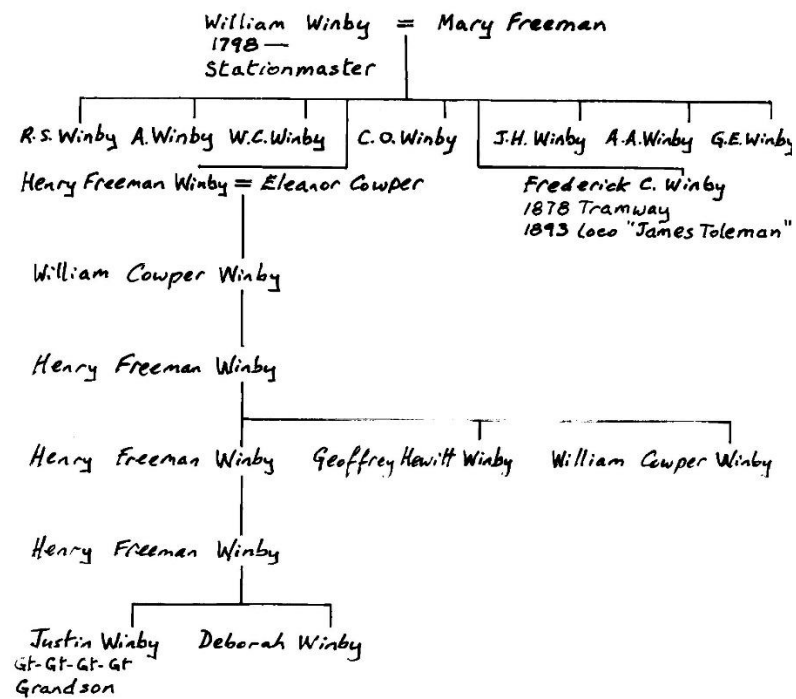 William Winby = Mary Freeman
1798 —
Stationmaster
R.S. Winby A. Winby W.C. Winby C.O. Winby J.H. Winby A.A. Winby G.E. Winby
Henry Freeman Winby = Eleanor Cowper
Frederick C. Winby
1878 Tramway
1893 Loco "James Toleman"
William Cowper Winby
Henry Freeman Winby
Henry Freeman Winby Geoffrey Hewitt Winby William Cowper Winby
Henry Freeman Winby
Justin Winby Deborah Winby
Gt-Gt-Gt-Gt
Grandson